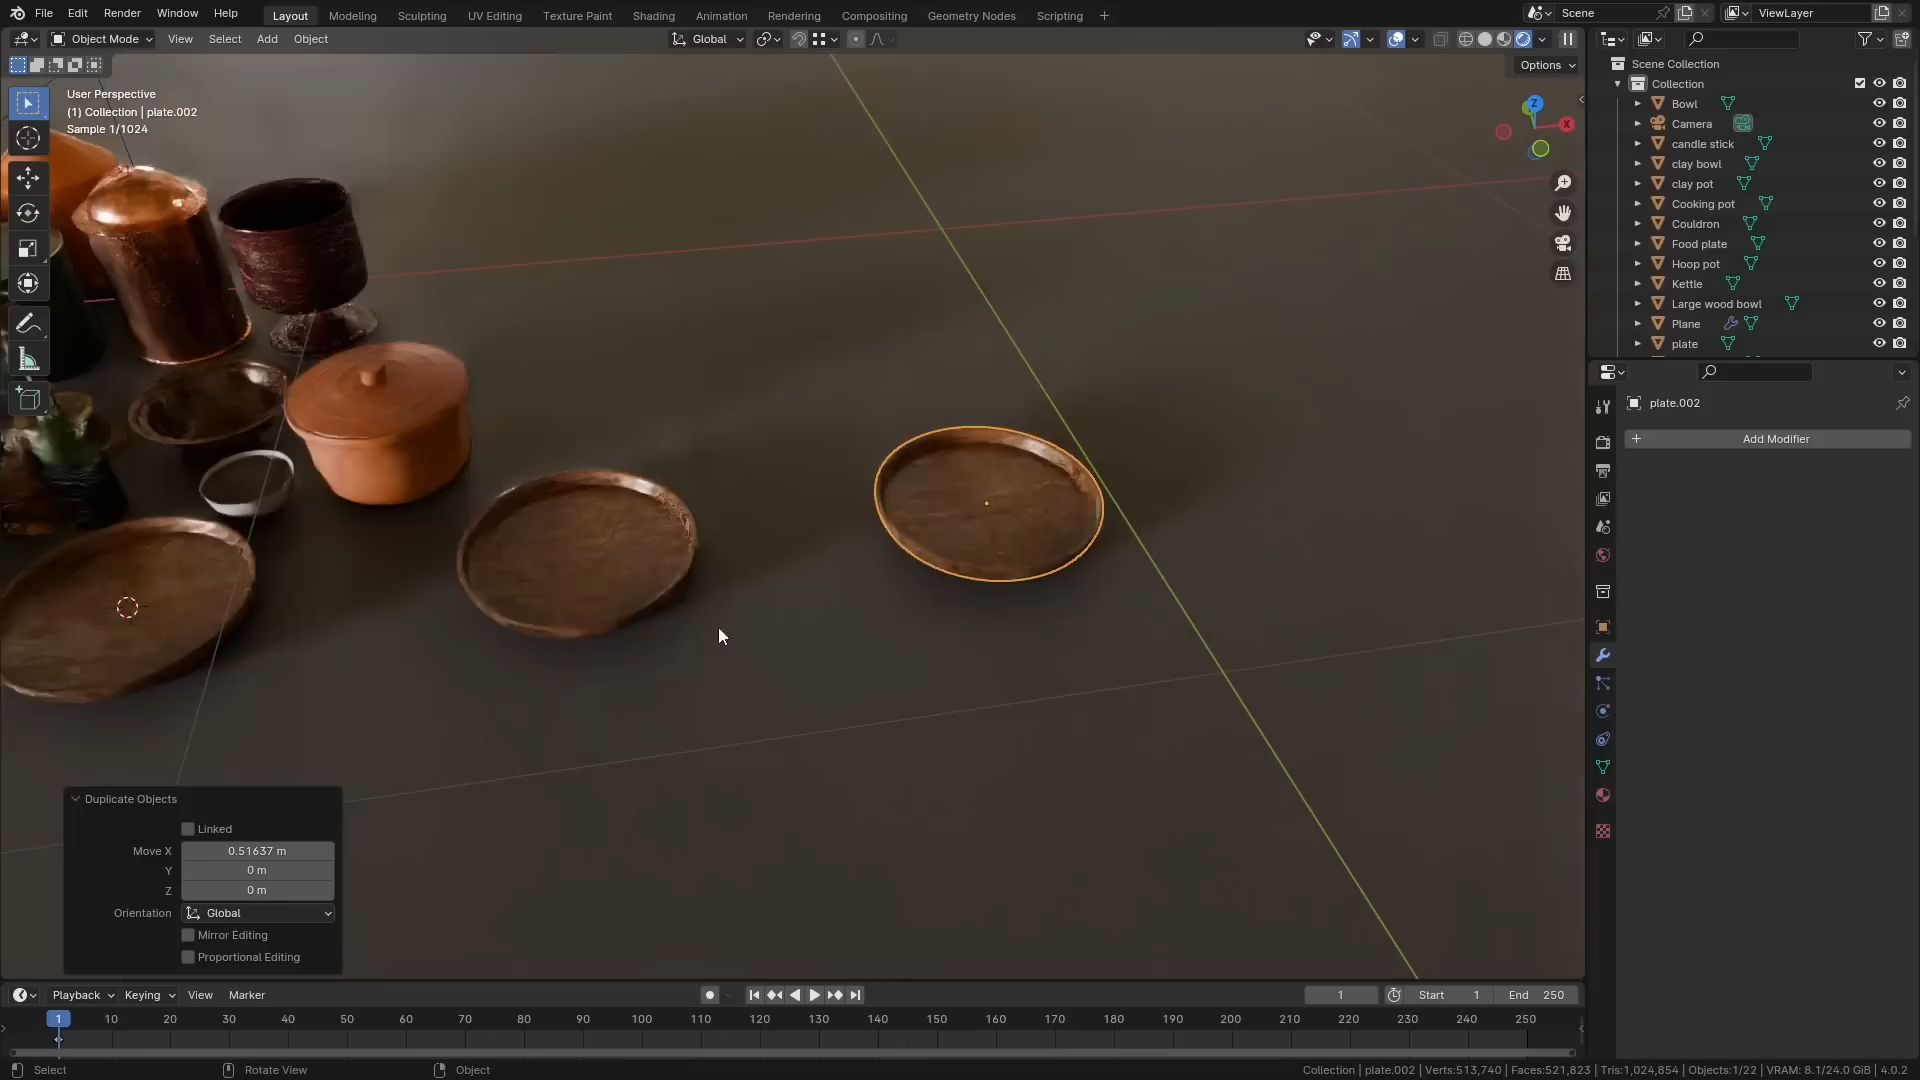 File Edit Render Window Help Layout Modeling Sculpting UV Editing Texture Paint Shading Animation Rendering Compositing Geometry Nodes Scripting + Scene ViewLayer
Object Mode View Select Add Object Global
Options
User Perspective
(1) Collection | plate.002
Sample 1/1024
Z
X
Scene Collection
Collection
Bowl
Camera
candle stick
clay bowl
clay pot
Cooking pot
Couldron
Food plate
Hoop pot
Kettle
Large wood bowl
Plane
plate
plate.002
+ Add Modifier
Duplicate Objects
Linked
Move X 0.51637 m
Y 0 m
Z 0 m
Orientation Global
Mirror Editing
Proportional Editing
Playback Keying View Marker 1 Start 1 End 250
1 10 20 30 40 50 60 70 80 90 100 110 120 130 140 150 160 170 180 190 200 210 220 230 240 250
Select Rotate View Object Collection | plate.002 | Verts:513,740 | Faces:521,823 | Tris:1,024,854 | Objects:1/22 | VRAM: 8.1/24.0 GiB | 4.0.2